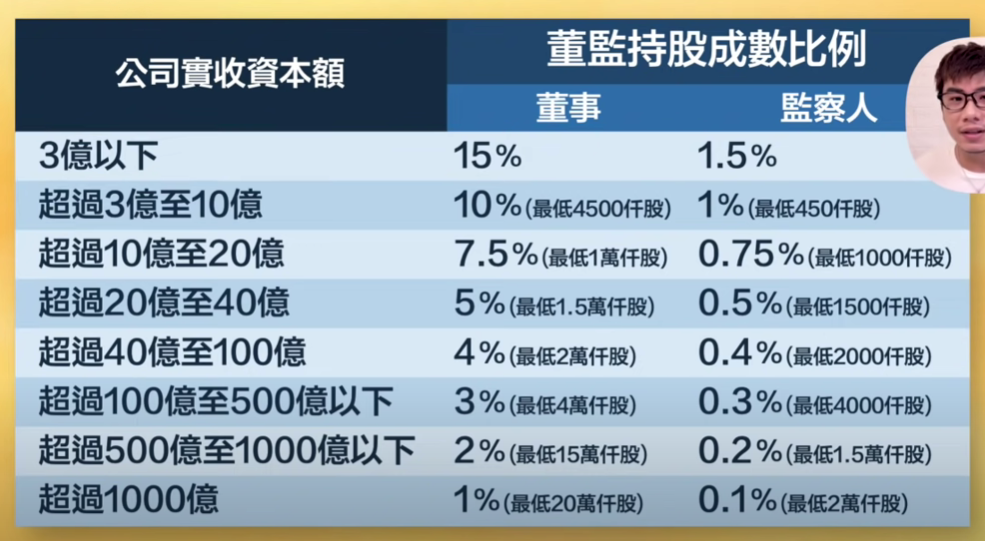 公司實收資本額 董監持股成數比例
董事 監察人
3億以下 15% 1.5%
超過3億至10億 10%(最低4500仟股) 1%(最低450仟股)
超過10億至20億 7.5%(最低1萬仟股) 0.75%(最低1000仟股)
超過20億至40億 5%(最低1.5萬仟股) 0.5%(最低1500仟股)
超過40億至100億 4%(最低2萬仟股) 0.4%(最低2000仟股)
超過100億至500億以下 3%(最低4萬仟股) 0.3%(最低4000仟股)
超過500億至1000億以下 2%(最低15萬仟股) 0.2%(最低1.5萬仟股)
超過1000億 1%(最低20萬仟股) 0.1%(最低2萬仟股)